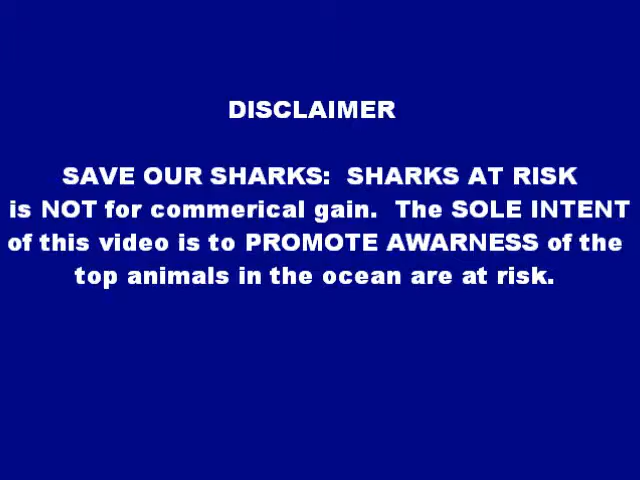 DISCLAIMER
SAVE OUR SHARKS:  SHARKS AT RISK
is NOT for commerical gain.  The SOLE INTENT
of this video is to PROMOTE AWARNESS of the
top animals in the ocean are at risk.